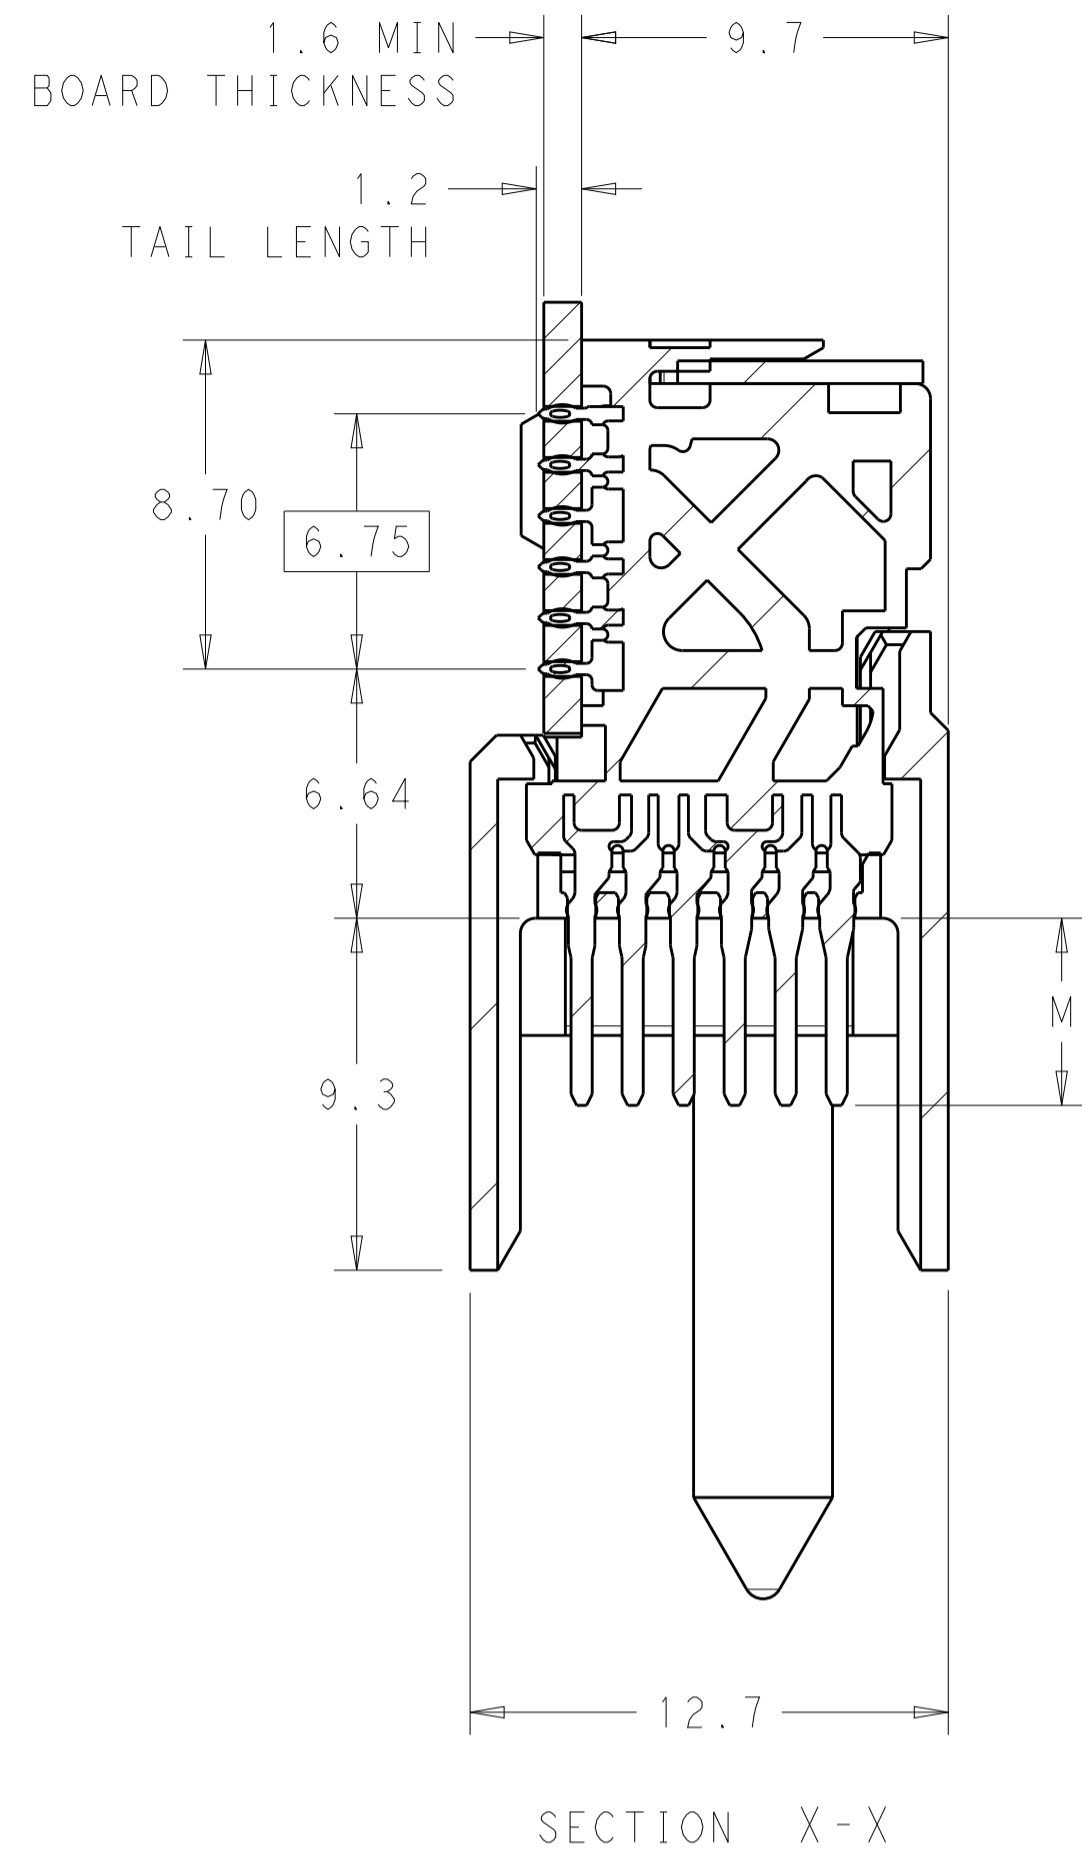 1.6 MIN
BOARD THICKNESS
9.7
1.2
TAIL LENGTH
8.70
6.75
6.64
9.3
M
12.7
SECTION X-X